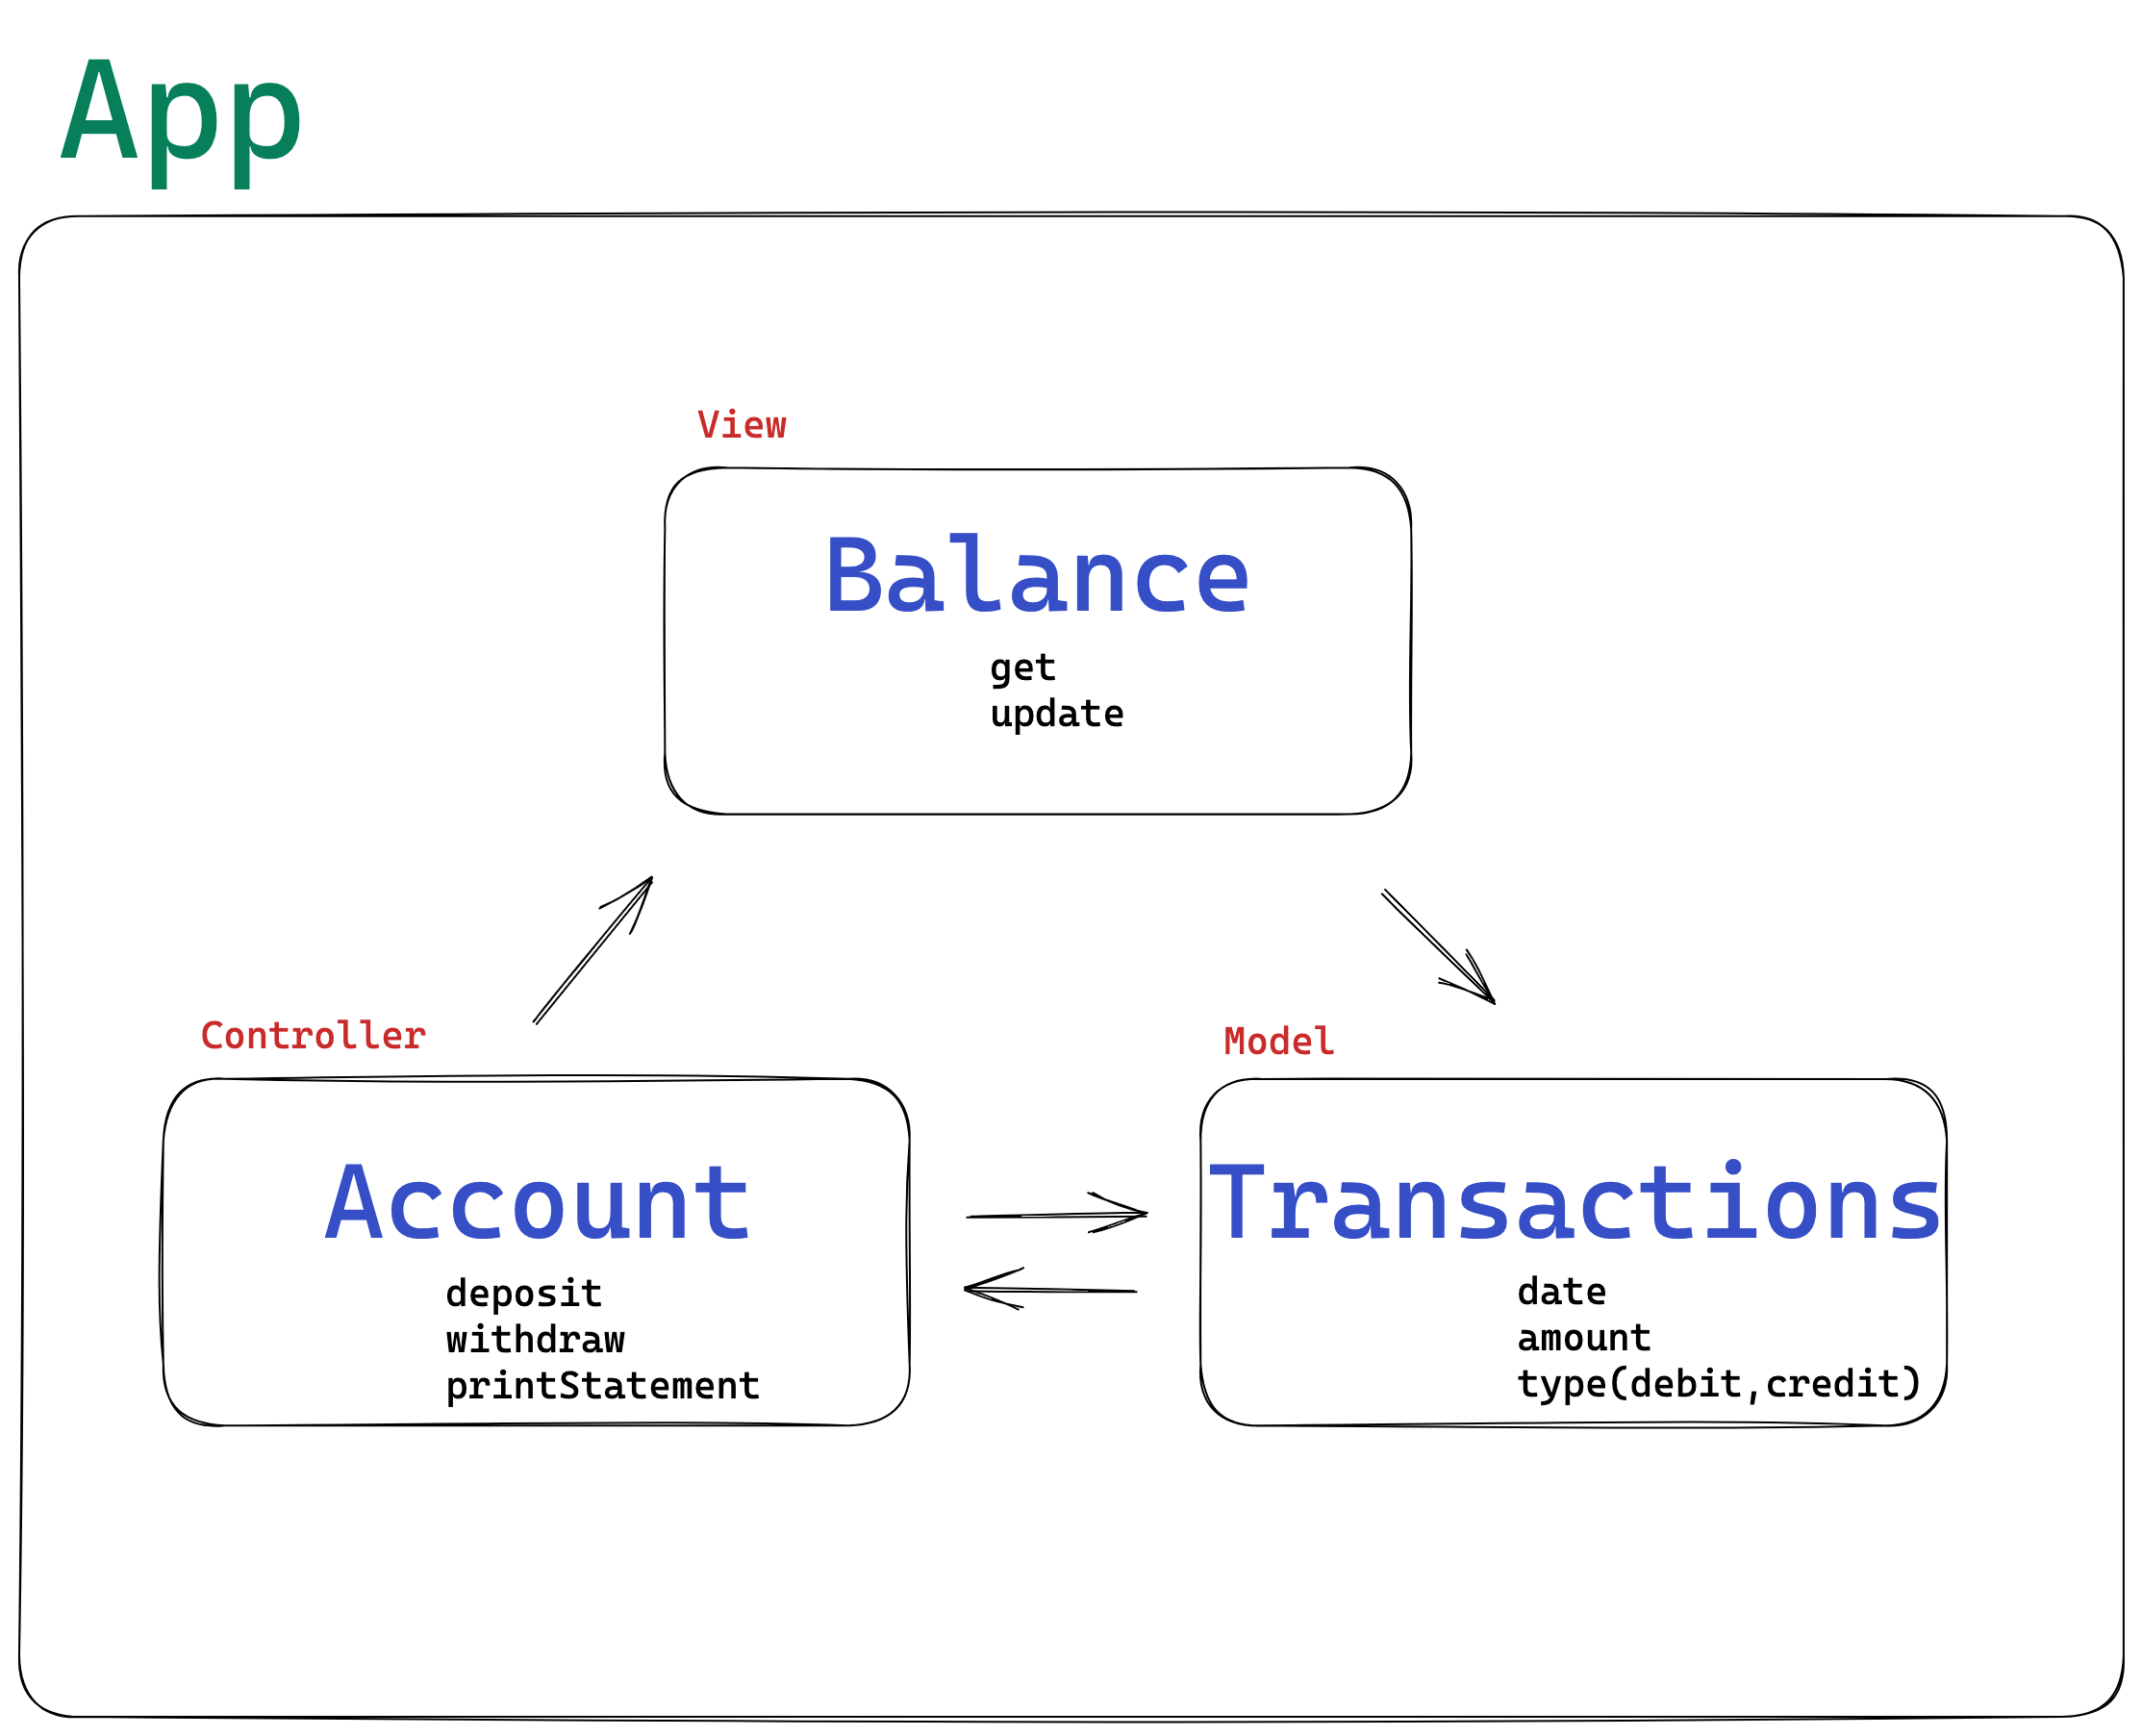 App
View
Balance
get
update
Controller
Account
deposit
withdraw
printStatement
Model
Transactions
date
amount
type(debit,credit)